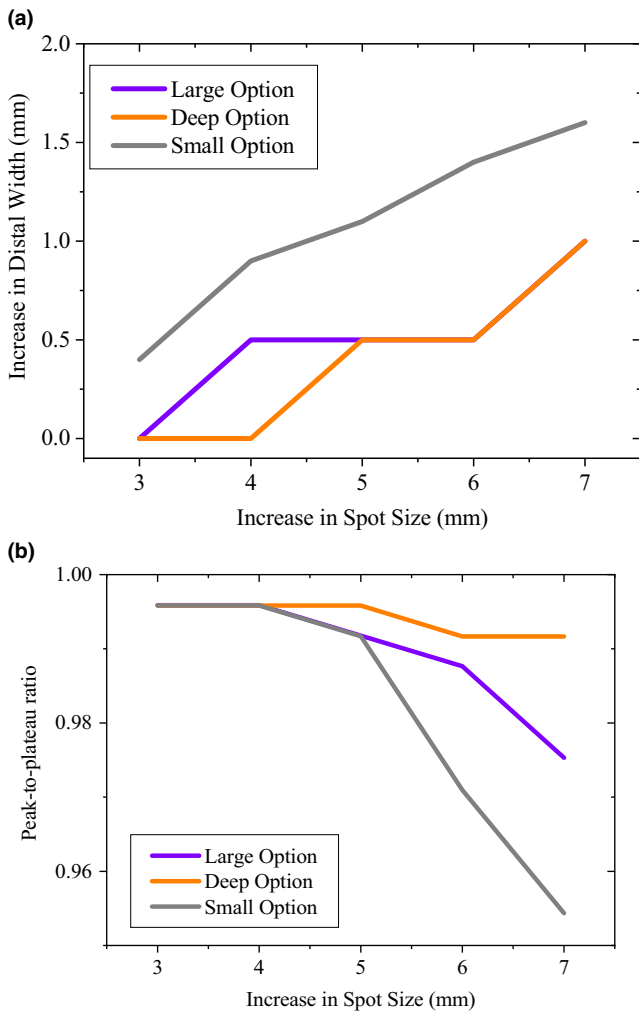 (a)
2.0
1.5
1.0
0.5
0.0
Increase in Distal Width (mm)
Large Option
Deep Option
Small Option
3 4 5 6 7
Increase in Spot Size (mm)
(b)
1.00
0.98
0.96
Peak-to-plateau ratio
Large Option
Deep Option
Small Option
3 4 5 6 7
Increase in Spot Size (mm)